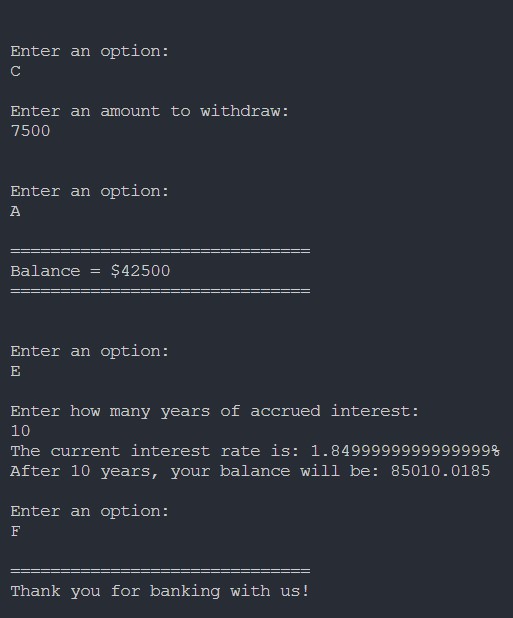 Enter an option:
C
Enter an amount to withdraw:
7500
Enter an option:
A
==============================
Balance = $42500
==============================
Enter an option:
E
Enter how many years of accrued interest:
10
The current interest rate is: 1.8499999999999999%
After 10 years, your balance will be: 85010.0185
Enter an option:
F
==============================
Thank you for banking with us!